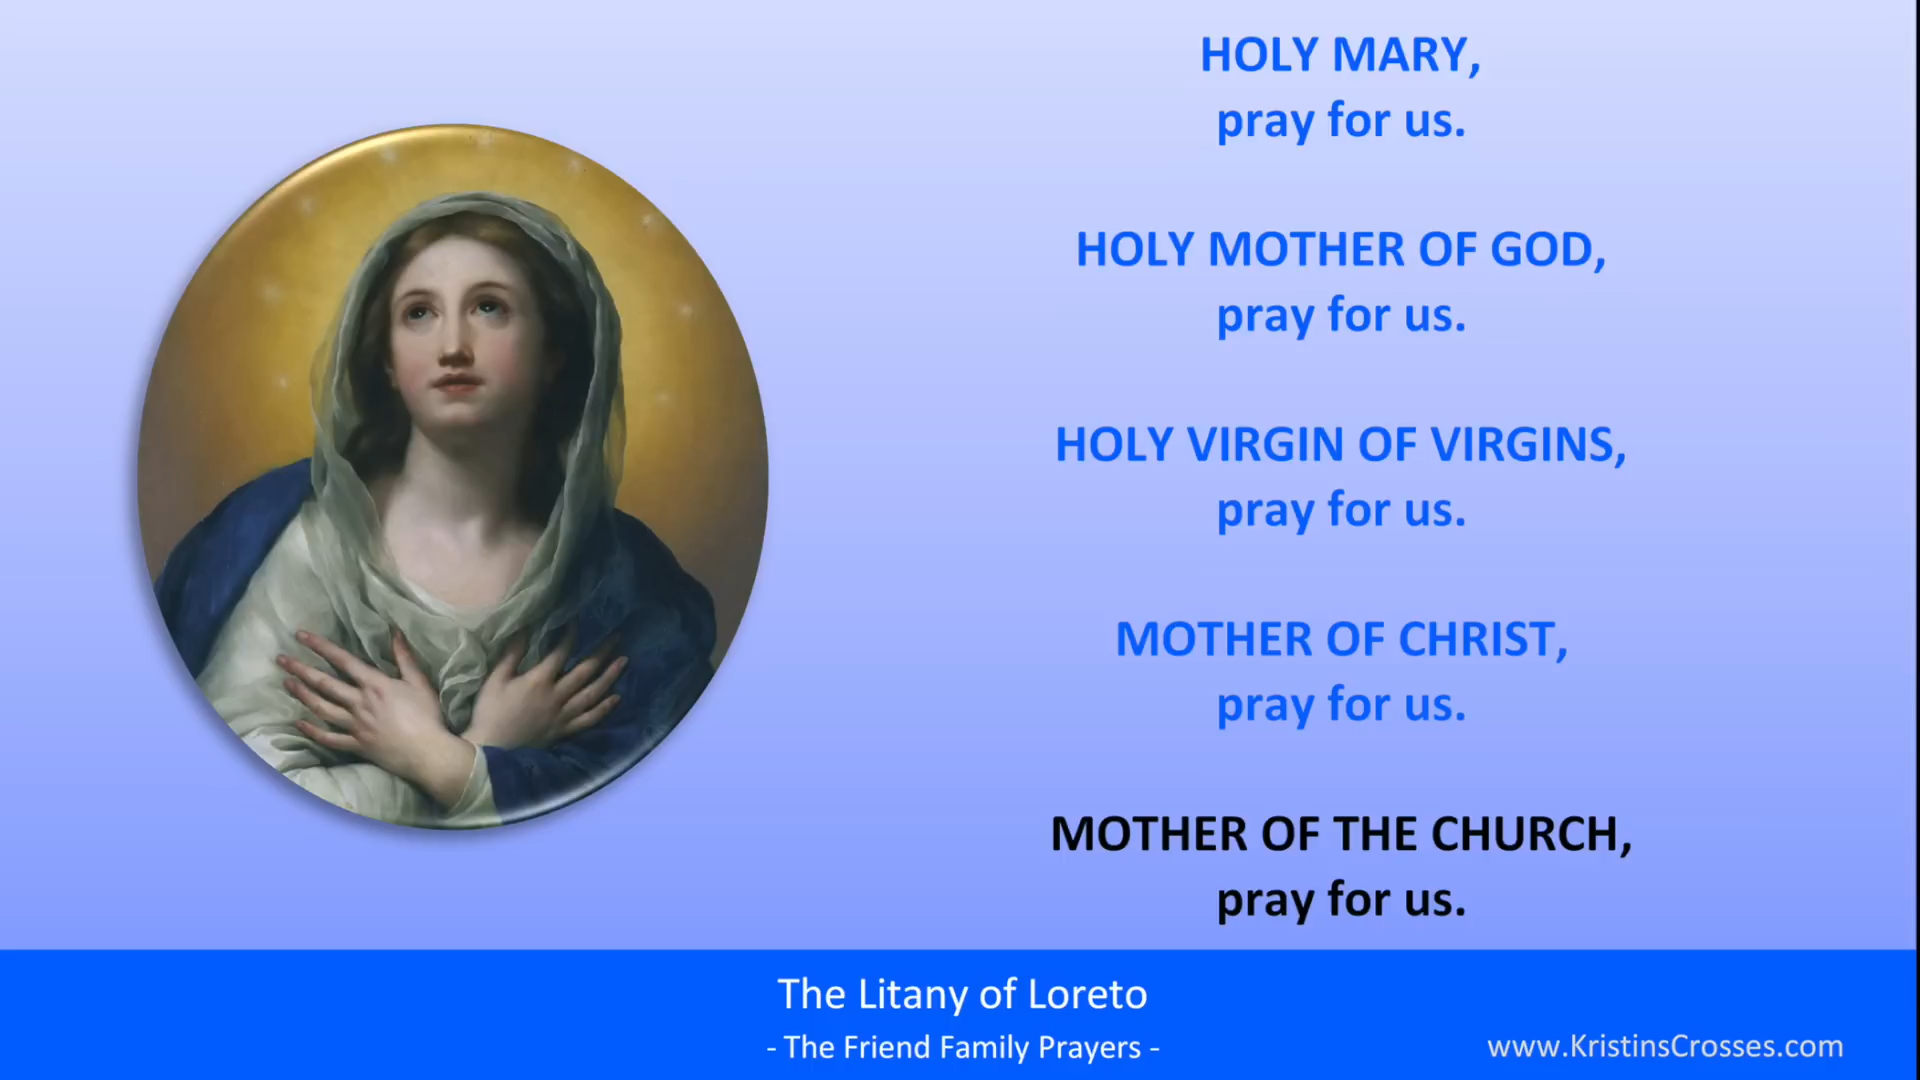 HOLY MARY,
pray for us.
HOLY MOTHER OF GOD,
pray for us.
HOLY VIRGIN OF VIRGINS,
pray for us.
MOTHER OF CHRIST,
pray for us.
MOTHER OF THE CHURCH,
pray for us.
The Litany of Loreto
- The Friend Family Prayers -
www.KristinsCrosses.com